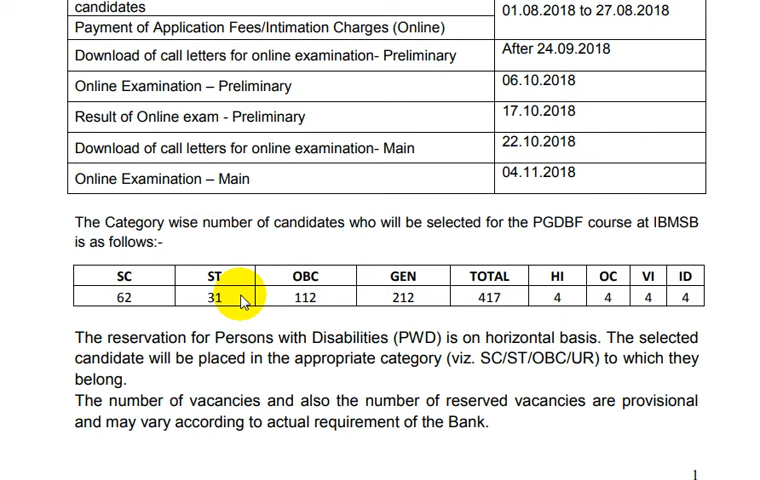 candidates
01.08.2018 to 27.08.2018
Payment of Application Fees/Intimation Charges (Online)
Download of call letters for online examination- Preliminary After 24.09.2018
Online Examination – Preliminary 06.10.2018
Result of Online exam - Preliminary 17.10.2018
Download of call letters for online examination- Main 22.10.2018
Online Examination – Main 04.11.2018
The Category wise number of candidates who will be selected for the PGDBF course at IBMSB
is as follows:-
SC ST OBC GEN TOTAL HI OC VI ID
62 31 112 212 417 4 4 4 4
The reservation for Persons with Disabilities (PWD) is on horizontal basis. The selected
candidate will be placed in the appropriate category (viz. SC/ST/OBC/UR) to which they
belong.
The number of vacancies and also the number of reserved vacancies are provisional
and may vary according to actual requirement of the Bank.
1